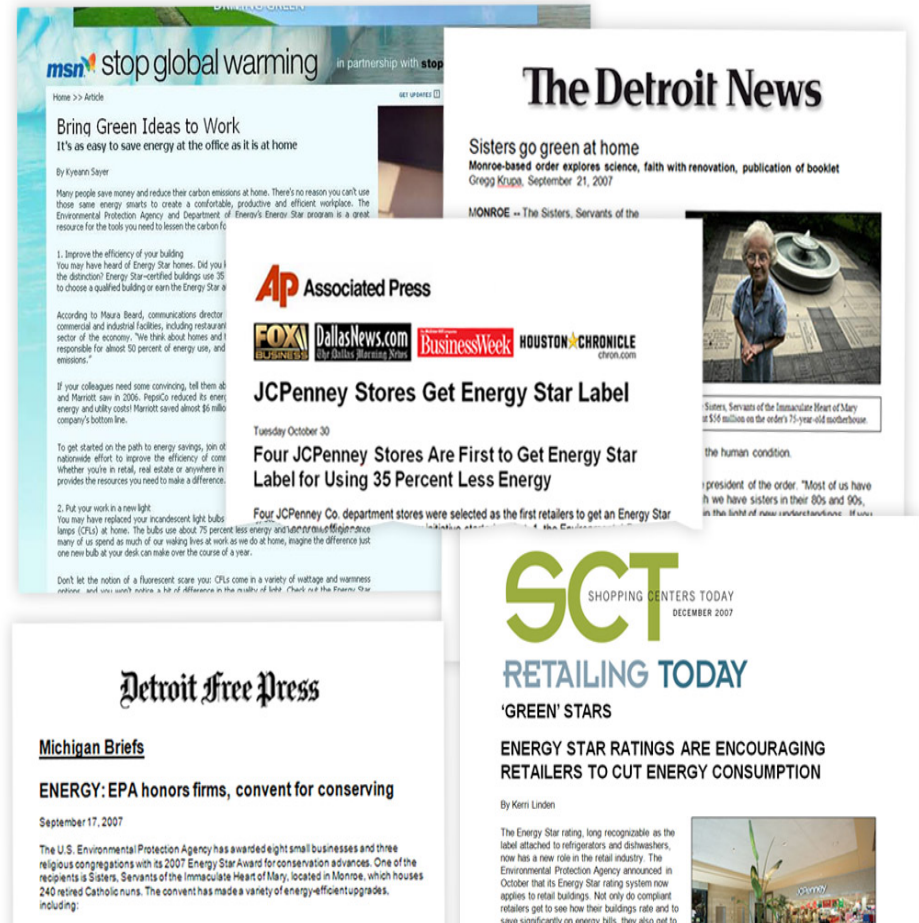 DRIVING GREEN
msn stop global warming
in partnership with stop
Home >> Article
GET UPDATES
Bring Green Ideas to Work
It's as easy to save energy at the office as it is at home
By Kyeann Sayer
Many people save money and reduce their carbon emissions at home. There's no reason you can't use
those same energy smarts to create a comfortable, productive and efficient workplace. The
Environmental Protection Agency and Department of Energy's Energy Star program is a great
resource for the tools you need to lessen the carbon fo
1. Improve the efficiency of your building
You may have heard of Energy Star homes. Did you k
the distinction? Energy Star-certified buildings use 35
to choose a qualified building or earn the Energy Star a
According to Maura Beard, communications director
commercial and industrial facilities, including restauran
sector of the economy. "We think about homes and t
responsible for almost 50 percent of energy use, and
emissions."
If your colleagues need some convincing, tell them ab
and Marriott saw in 2006. PepsiCo reduced its energ
energy and utility costs! Marriott saved almost $6 millio
company's bottom line.
To get started on the path to energy savings, join ot
nationwide effort to improve the efficiency of comm
Whether you're in retail, real estate or anywhere in
provides the resources you need to make a difference.
2. Put your work in a new light
You may have replaced your incandescent light bulbs
lamps (CFLs) at home. The bulbs use about 75 percent less energy and
many of us spend as much of our waking lives at work as we do at home, imagine the difference just
one new bulb at your desk can make over the course of a year.
Don't let the notion of a fluorescent scare you: CFLs come in a variety of wattage and warmness
options, and you won't notice a bit of difference in the quality of light. Check out the Energy Star
The Detroit News
Sisters go green at home
Monroe-based order explores science, faith with renovation, publication of booklet
Gregg Krupa, September 21, 2007
MONROE -- The Sisters, Servants of the
Sisters, Servants of the Immaculate Heart of Mary
t $56 million on the order's 75-year-old motherhouse.
the human condition.
president of the order. "Most of us have
h we have sisters in their 80s and 90s,
in the light of new understandings. If you
AP Associated Press
FOX BUSINESS DallasNews.com The Dallas Morning News BusinessWeek HOUSTON CHRONICLE chron.com
JCPenney Stores Get Energy Star Label
Tuesday October 30
Four JCPenney Stores Are First to Get Energy Star
Label for Using 35 Percent Less Energy
Four JCPenney Co. department stores were selected as the first retailers to get an Energy Star
Detroit Free Press
Michigan Briefs
ENERGY: EPA honors firms, convent for conserving
September 17, 2007
The U.S. Environmental Protection Agency has awarded eight small businesses and three
religious congregations with its 2007 Energy Star Award for conservation advances. One of the
recipients is Sisters, Servants of the Immaculate Heart of Mary, located in Monroe, which houses
240 retired Catholic nuns. The convent has made a variety of energy-efficient upgrades,
including:
SCT
SHOPPING CENTERS TODAY
DECEMBER 2007
RETAILING TODAY
'GREEN' STARS
ENERGY STAR RATINGS ARE ENCOURAGING
RETAILERS TO CUT ENERGY CONSUMPTION
By Kerri Linden
The Energy Star rating, long recognizable as the
label attached to refrigerators and dishwashers,
now has a new role in the retail industry. The
Environmental Protection Agency announced in
October that its Energy Star rating system now
applies to retail buildings. Not only do compliant
retailers get to see how their buildings rate and to
save significantly on energy bills, they also get to
JCPenney